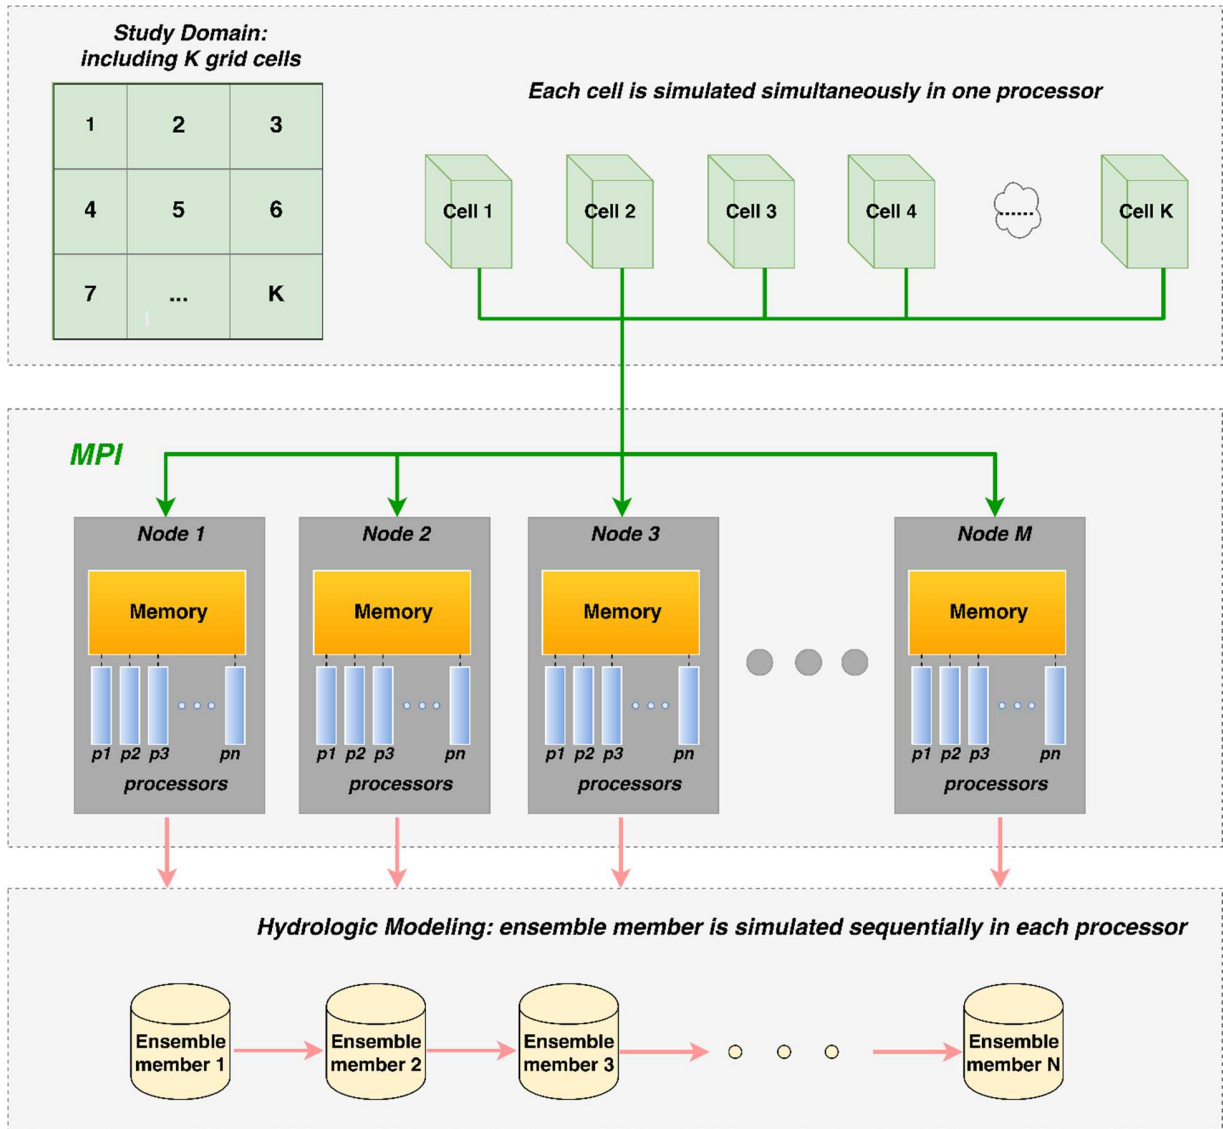 Study Domain:
including K grid cells
1 2 3
4 5 6
7 ... K
Each cell is simulated simultaneously in one processor
Cell 1 Cell 2 Cell 3 Cell 4 ...... Cell K
MPI
Node 1 Node 2 Node 3 Node M
Memory Memory Memory Memory
p1 p2 p3 pn p1 p2 p3 pn p1 p2 p3 pn p1 p2 p3 pn
processors processors processors processors
Hydrologic Modeling: ensemble member is simulated sequentially in each processor
Ensemble Ensemble Ensemble Ensemble
member 1 member 2 member 3 member N